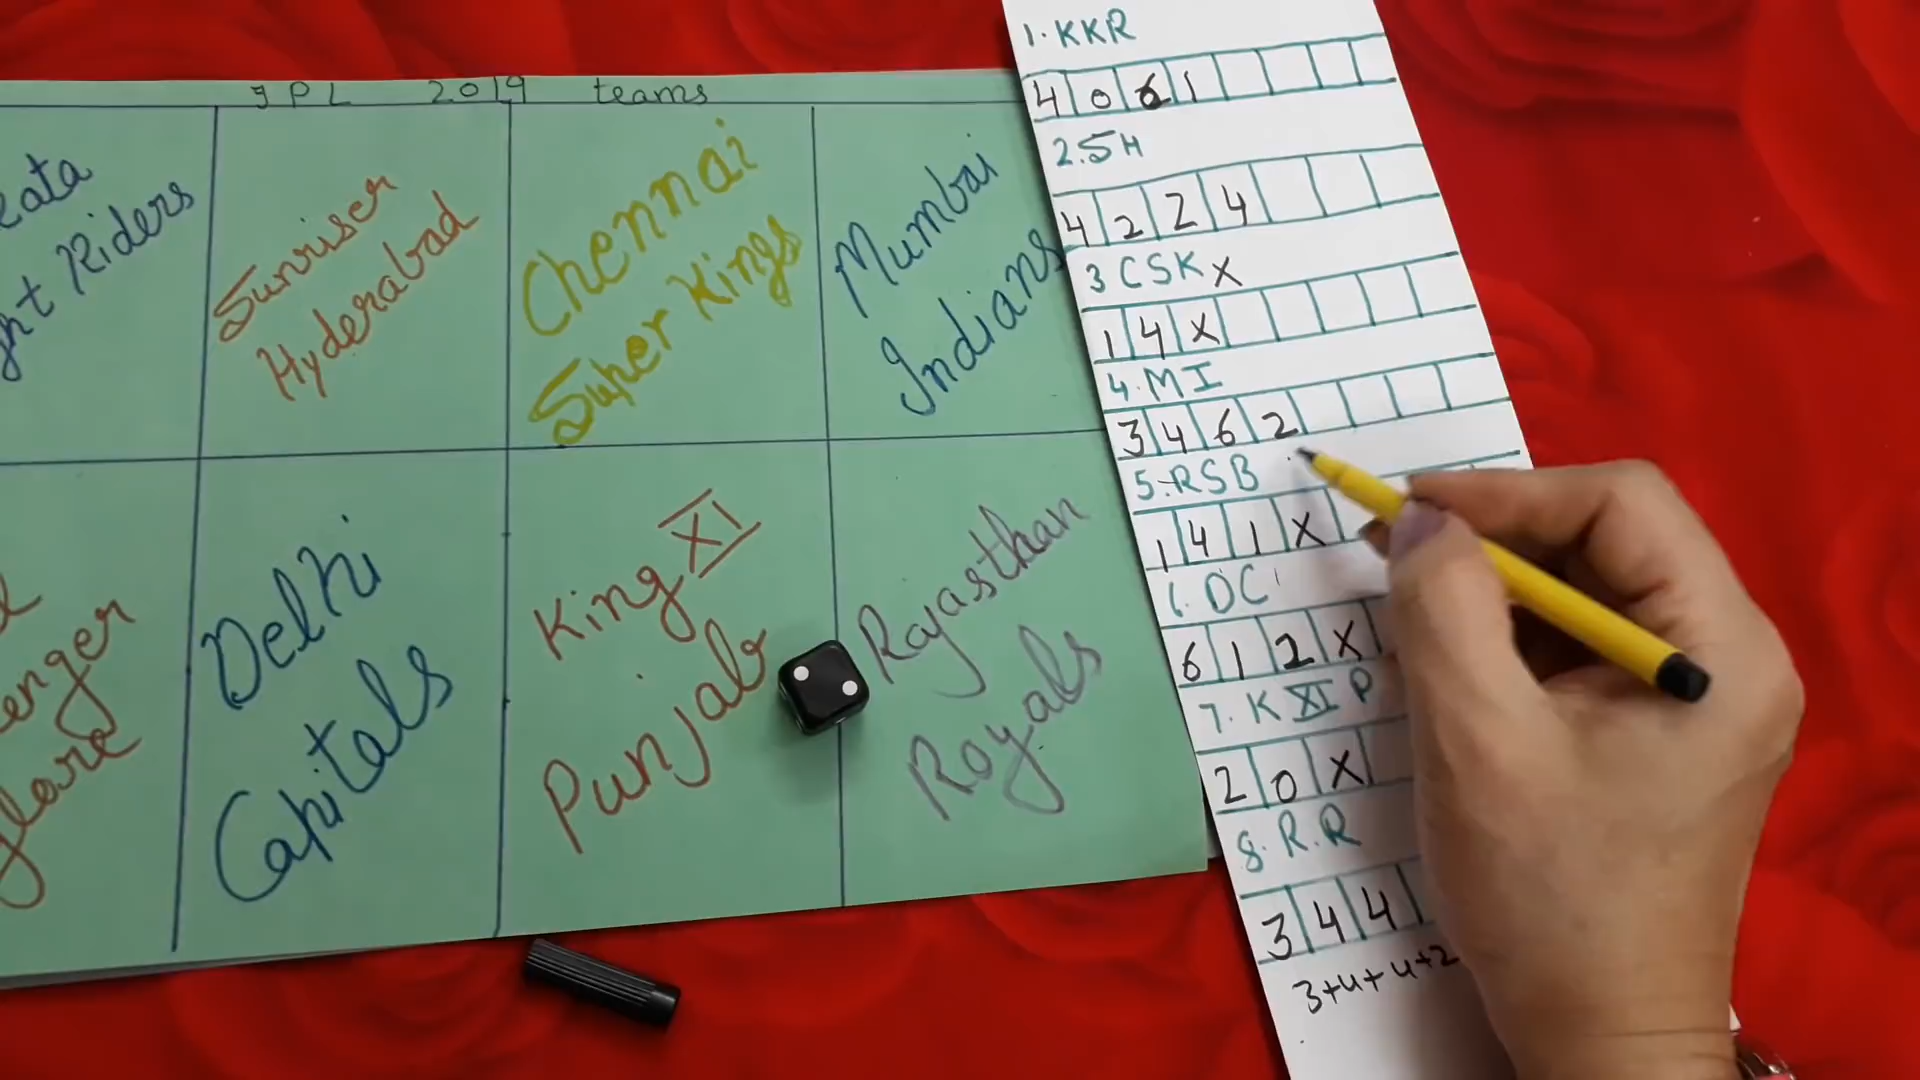 IPL 2019 teams
Riders
Sunriser
Hyderabad
Chennai
Super Kings
Mumbai
Indians
Delhi
Capitals
King XI
Punjab
Rajasthan
Royals
1. KKR
4 0 6 1
2. SH
4 2 2 4
3 CSK X
1 4 X
4. MI
3 4 6 2
5. RSB
1 4 1 X
6. DC
6 1 2 X
7. K XI P
2 0 X
8. R.R
3 4 4
3+4+4+2